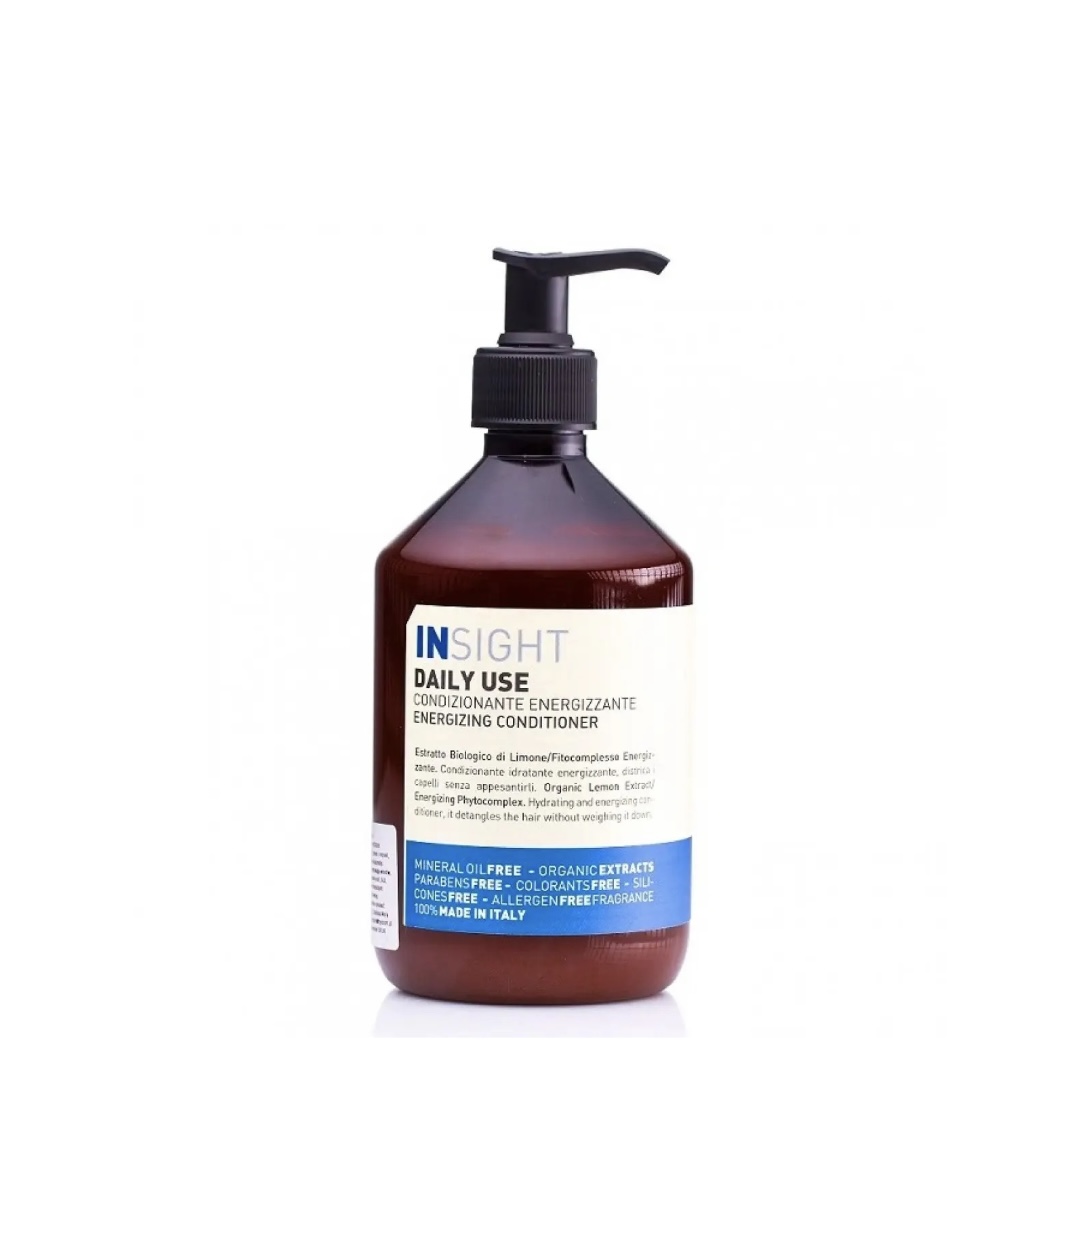 INSIGHT
DAILY USE
CONDIZIONANTE ENERGIZZANTE
ENERGIZING CONDITIONER
Estratto Biologico di Limone/Fitocomplesso Energiz-
zante. Condizionante idratante energizzante, districa i
capelli senza appesantirli. Organic Lemon Extract/
Energizing Phytocomplex. Hydrating and energizing con-
ditioner, it detangles the hair without weighing it down.
MINERAL OILFREE - ORGANICEXTRACTS
PARABENSFREE - COLORANTSFREE - SILI-
CONESFREE - ALLERGENFREEFRAGRANCE
100%MADE IN ITALY